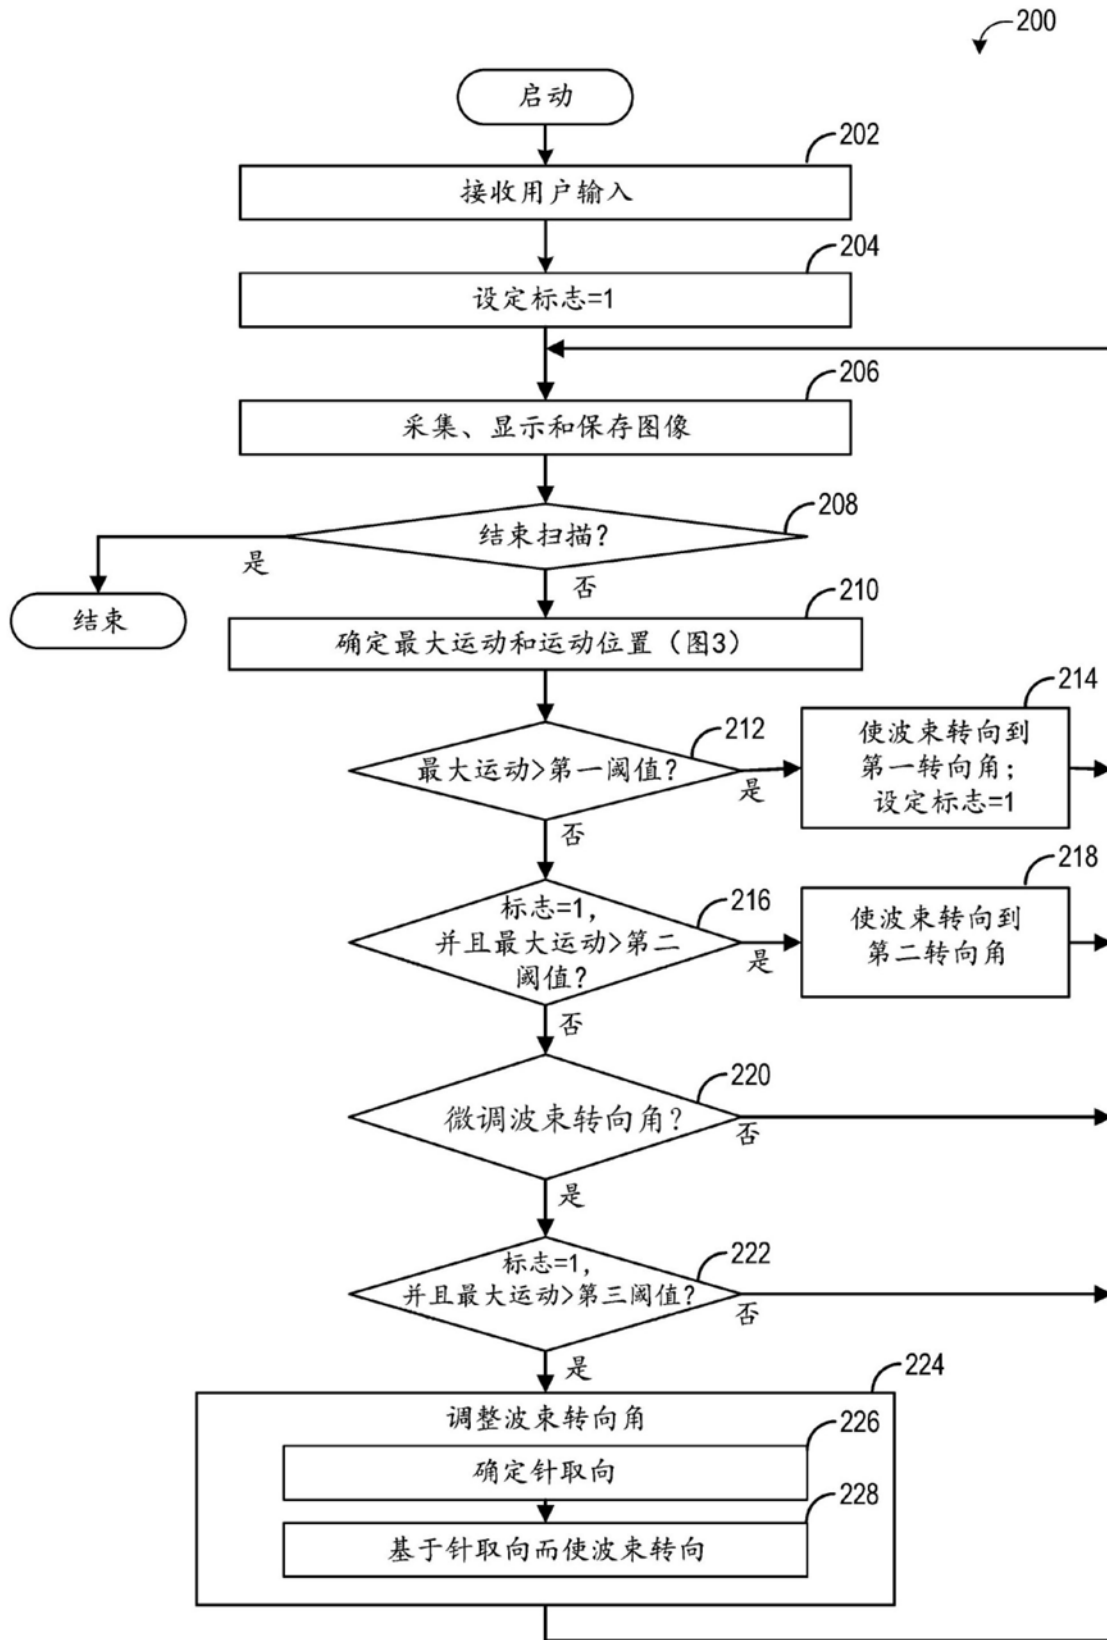 200
启动
202
接收用户输入
204
设定标志=1
206
采集、显示和保存图像
208
结束扫描?
是
否
结束
210
确定最大运动和运动位置（图3）
212
最大运动>第一阈值?
是
否
214
使波束转向到
第一转向角；
设定标志=1
216
标志=1，
并且最大运动>第二
阈值?
是
否
218
使波束转向到
第二转向角
220
微调波束转向角?
否
是
222
标志=1，
并且最大运动>第三阈值?
否
是
224
调整波束转向角
226
确定针取向
228
基于针取向而使波束转向